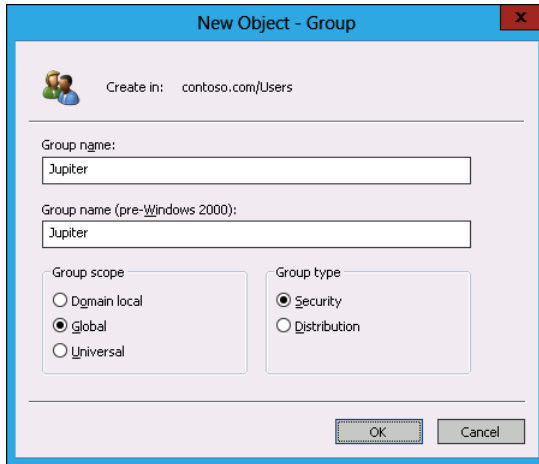 New Object - Group
x
Create in: contoso.com/Users
Group name:
Jupiter
Group name (pre-Windows 2000):
Jupiter
Group scope
Domain local
Global
Universal
Group type
Security
Distribution
OK
Cancel